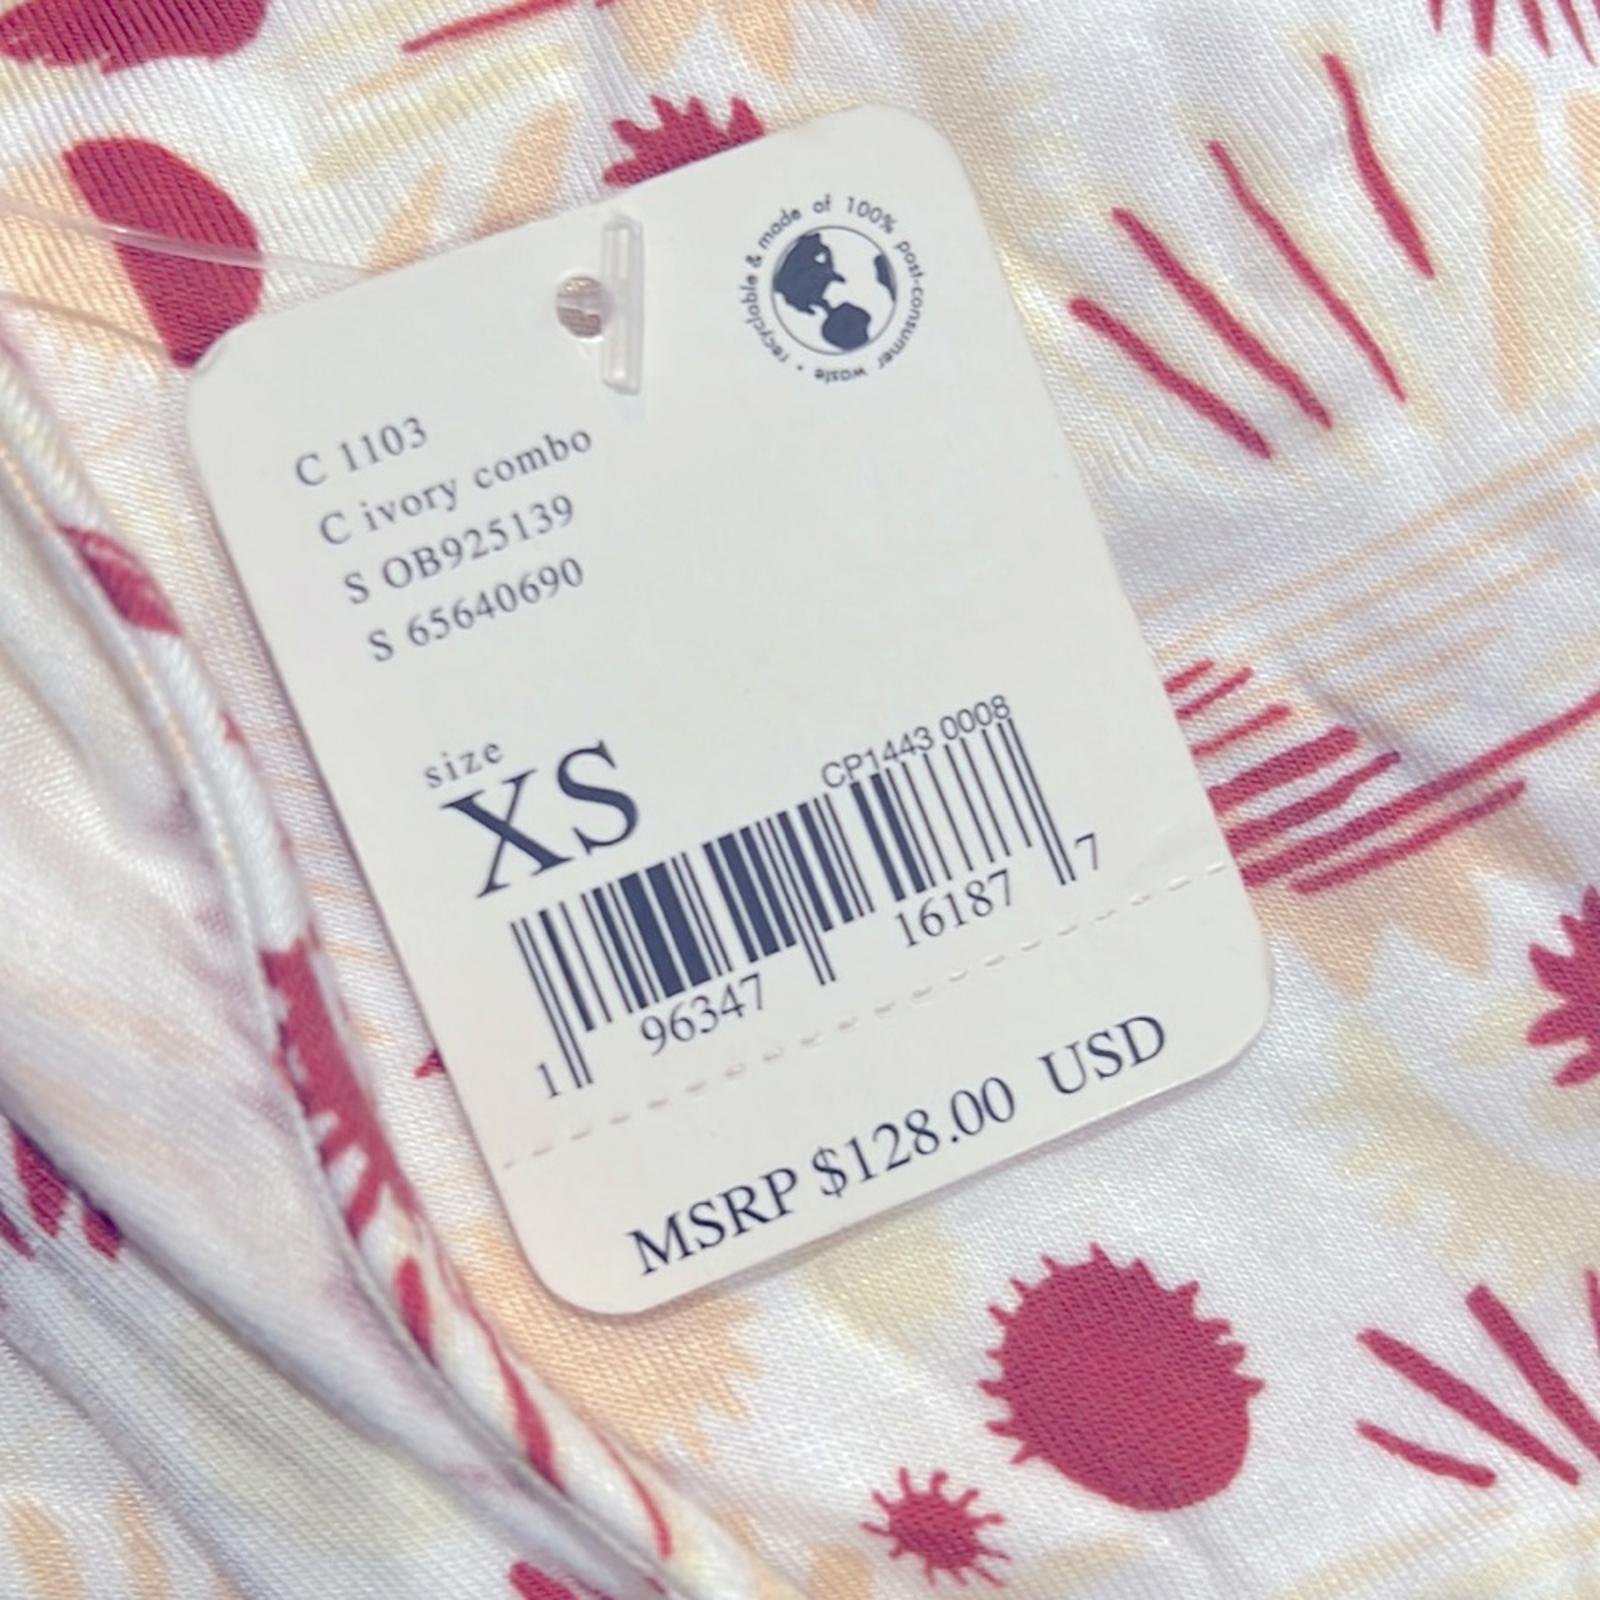 recyclable & made of 100% post-consumer waste •
C 1103
C ivory combo
S OB925139
S 65640690
size
XS
CP1443 0008
1 96347 16187 7
MSRP $128.00 USD